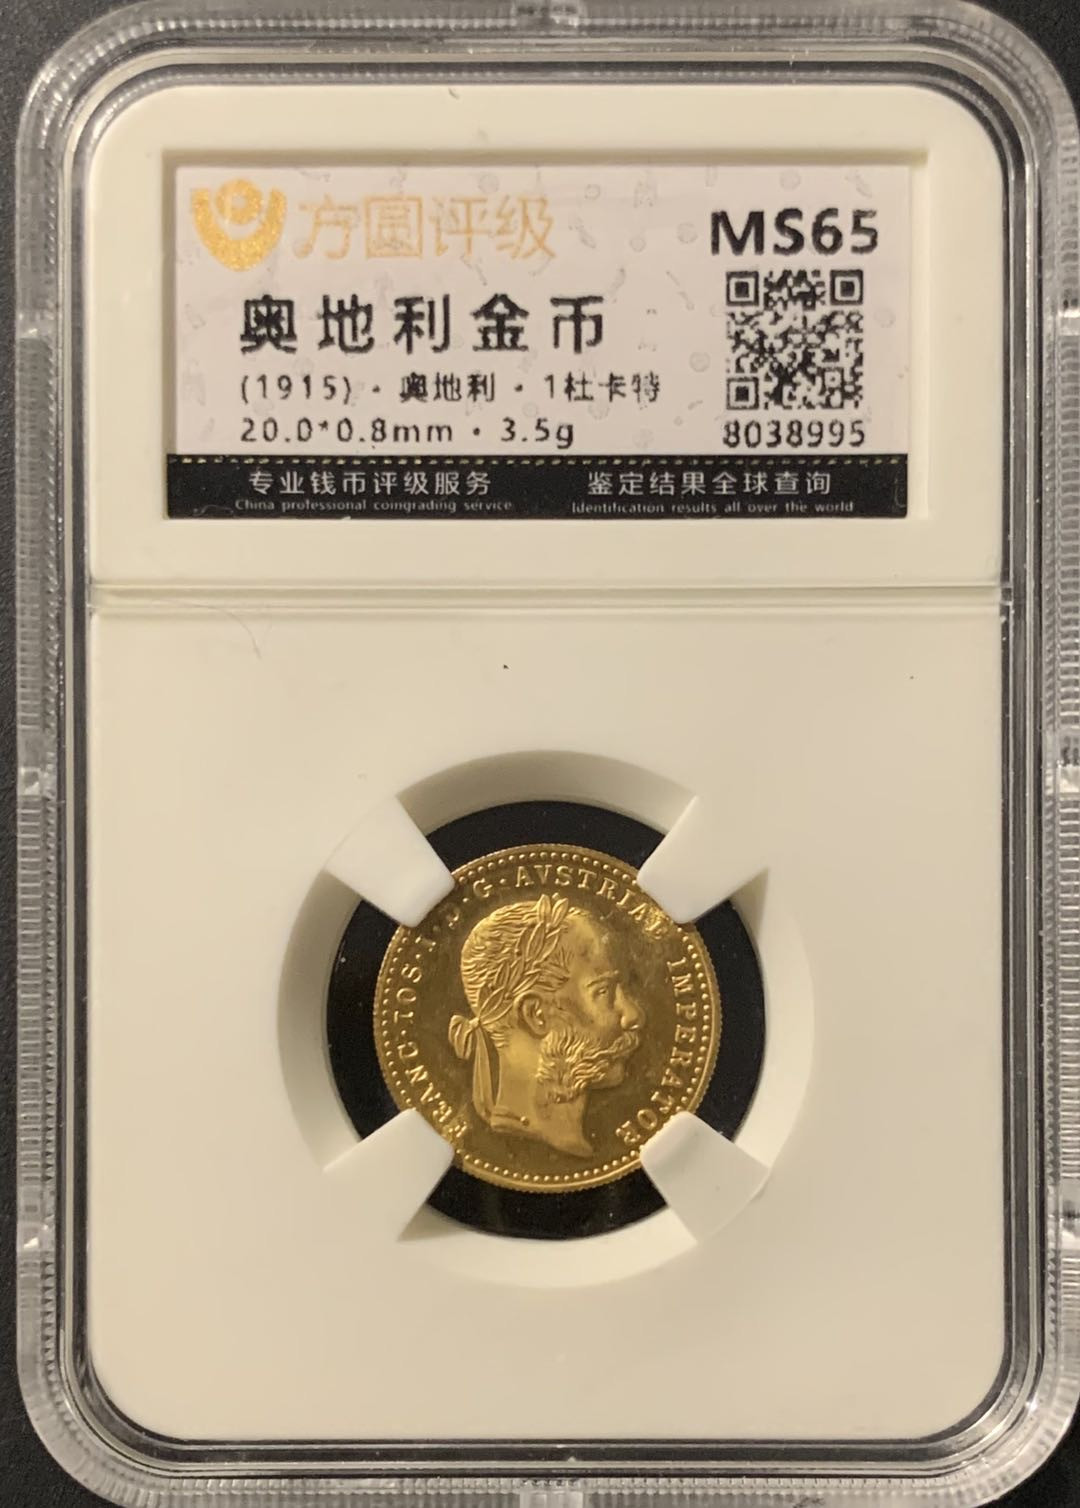 方圆评级
MS65
奥地利金币
(1915)·奥地利·1杜卡特
20.0*0.8mm·3.5g
8038995
专业钱币评级服务
China professional coingrading service
鉴定结果全球查询
Identification results all over the world
FRANC·IOS·I·D·G·AVSTRIAE IMPERATOR